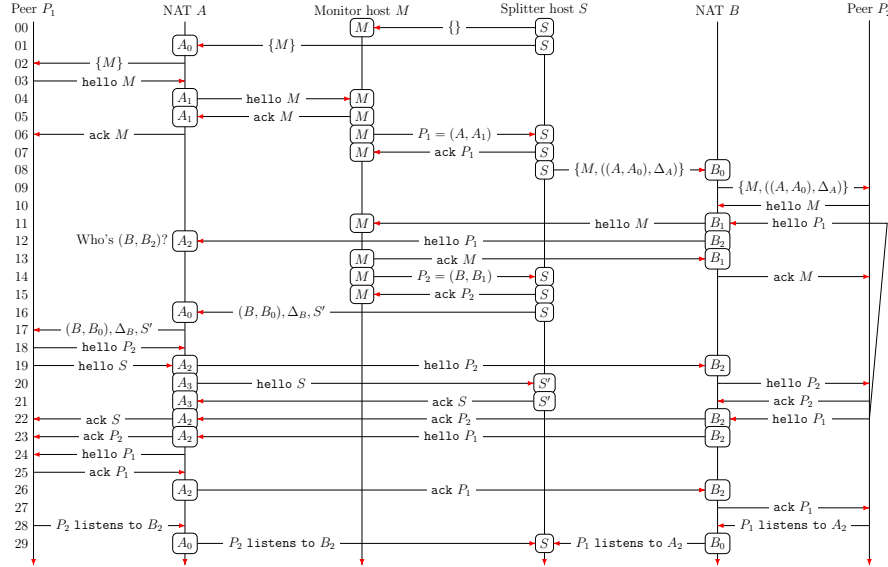 Peer P₁ NAT A Monitor host M Splitter host S NAT B Peer P₂
00 M {} S
01 A₀ {M} S
02 {M}
03 hello M
04 A₁ hello M M
05 A₁ ack M M
06 ack M M P₁ = (A, A₁) S
07 M ack P₁ S
08 S {M, ((A, A₀), Δ_A)} B₀
09 {M, ((A, A₀), Δ_A)}
10 hello M
11 M hello M B₁ hello P₁
12 Who's (B, B₂)? A₂ hello P₁ B₂
13 M ack M B₁
14 M P₂ = (B, B₁) S ack M
15 M ack P₂ S
16 A₀ (B, B₀), Δ_B, S′ S
17 (B, B₀), Δ_B, S′
18 hello P₂
19 hello S A₂ hello P₂ B₂
20 A₃ hello S S′ hello P₂
21 A₃ ack S S′ ack P₂
22 ack S A₂ ack P₂ B₂ hello P₁
23 ack P₂ A₂ hello P₁ B₂
24 hello P₁
25 ack P₁
26 A₂ ack P₁ B₂
27 ack P₁
28 P₂ listens to B₂ P₁ listens to A₂
29 A₀ P₂ listens to B₂ S P₁ listens to A₂ B₀